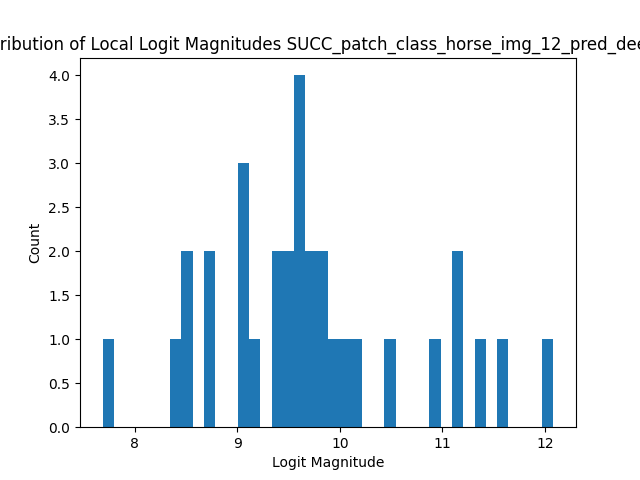 ribution of Local Logit Magnitudes SUCC_patch_class_horse_img_12_pred_dee
4.0
3.5
3.0
2.5
2.0
1.5
1.0
0.5
0.0
Count
8 9 10 11 12
Logit Magnitude